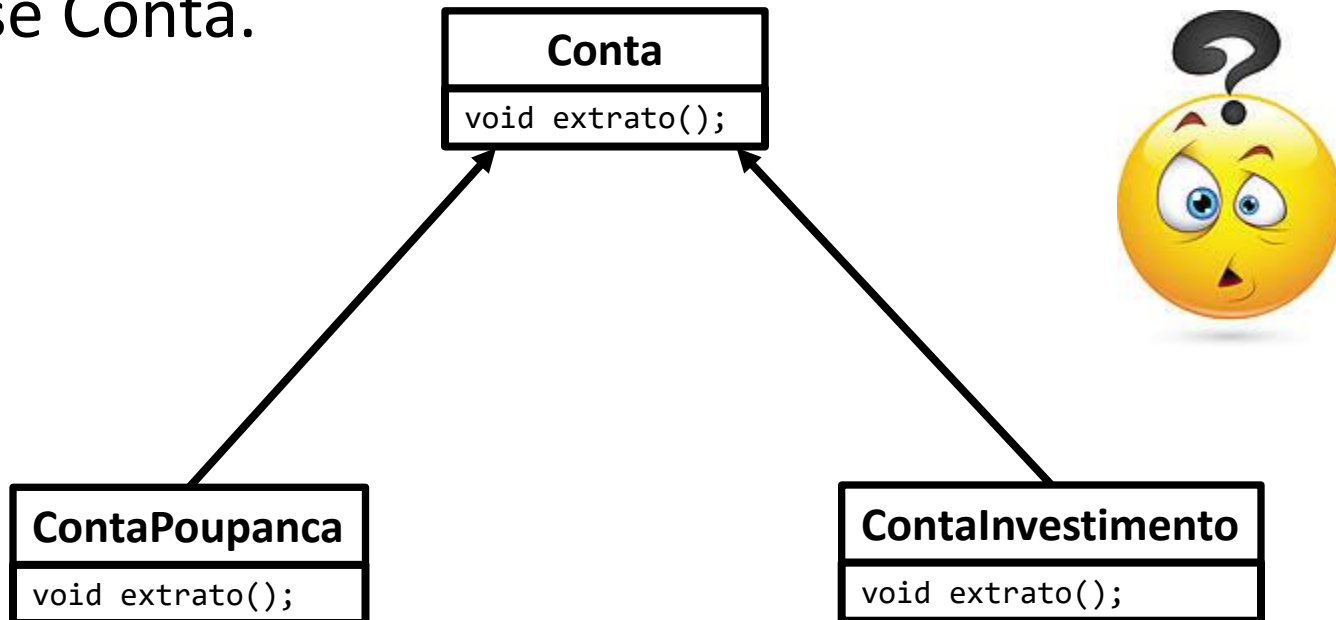 se Conta.
Conta
void extrato();
ContaPoupanca
void extrato();
ContaInvestimento
void extrato();